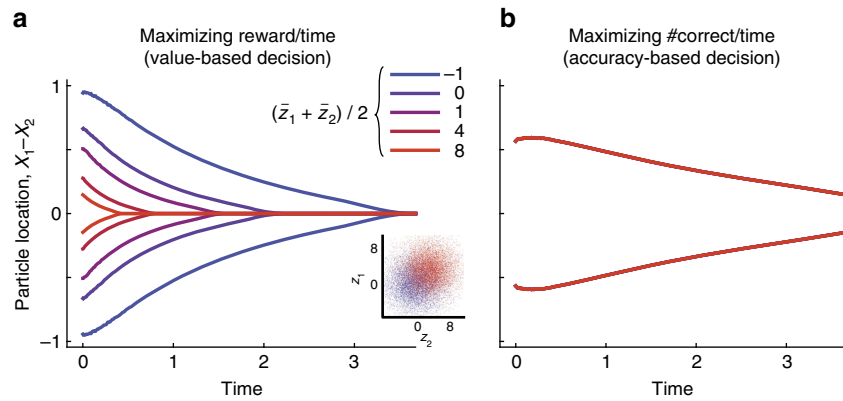 a
Maximizing reward/time
(value-based decision)
Particle location, X₁–X₂
1
0
–1
(z̄₁ + z̄₂) / 2
–1
0
1
4
8
z₁
8
0
0 8
z₂
0 1 2 3
Time
b
Maximizing #correct/time
(accuracy-based decision)
0 1 2 3
Time